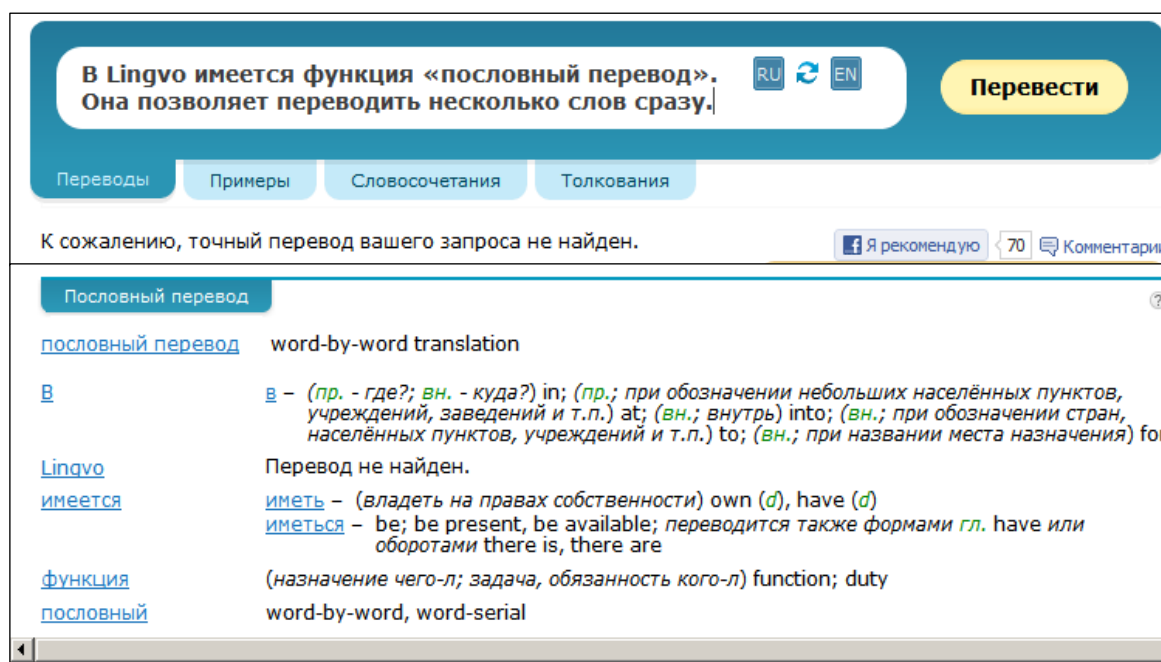 В Lingvo имеется функция «пословный перевод».
RU EN
Она позволяет переводить несколько слов сразу.
Перевести
Переводы Примеры Словосочетания Толкования
К сожалению, точный перевод вашего запроса не найден.
Я рекомендую 70 Комментарии
Пословный перевод
?
пословный перевод word-by-word translation
В в – (пр. - где?; вн. - куда?) in; (пр.; при обозначении небольших населённых пунктов,
учреждений, заведений и т.п.) at; (вн.; внутрь) into; (вн.; при обозначении стран,
населённых пунктов, учреждений и т.п.) to; (вн.; при названии места назначения) for
Lingvo Перевод не найден.
имеется иметь – (владеть на правах собственности) own (d), have (d)
иметься – be; be present, be available; переводится также формами гл. have или
оборотами there is, there are
функция (назначение чего-л; задача, обязанность кого-л) function; duty
пословный word-by-word, word-serial